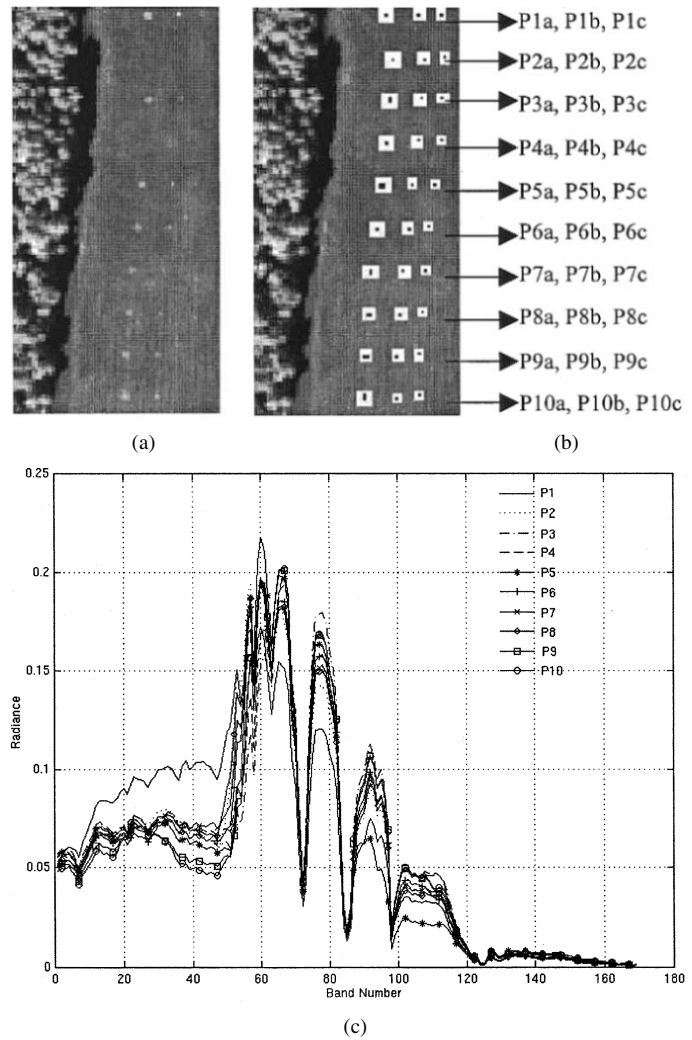 P1a, P1b, P1c
P2a, P2b, P2c
P3a, P3b, P3c
P4a, P4b, P4c
P5a, P5b, P5c
P6a, P6b, P6c
P7a, P7b, P7c
P8a, P8b, P8c
P9a, P9b, P9c
P10a, P10b, P10c
(a)
(b)
0.25
0.2
0.15
0.1
0.05
0
Radiance
P1
P2
P3
P4
P5
P6
P7
P8
P9
P10
0 20 40 60 80 100 120 140 160 180
Band Number
(c)